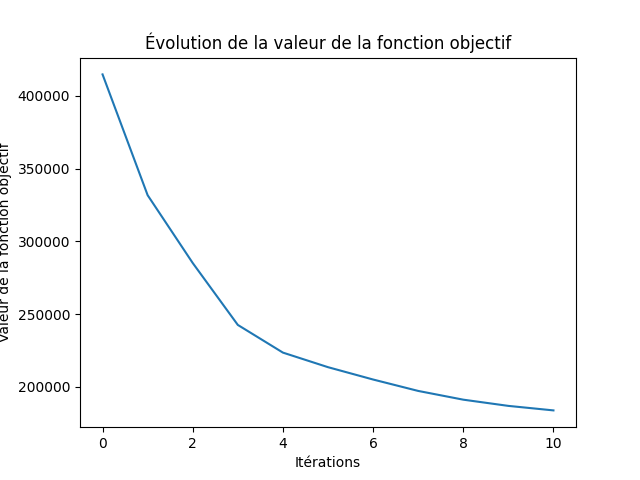 Évolution de la valeur de la fonction objectif
400000
350000
300000
250000
200000
Valeur de la fonction objectif
0 2 4 6 8 10
Itérations